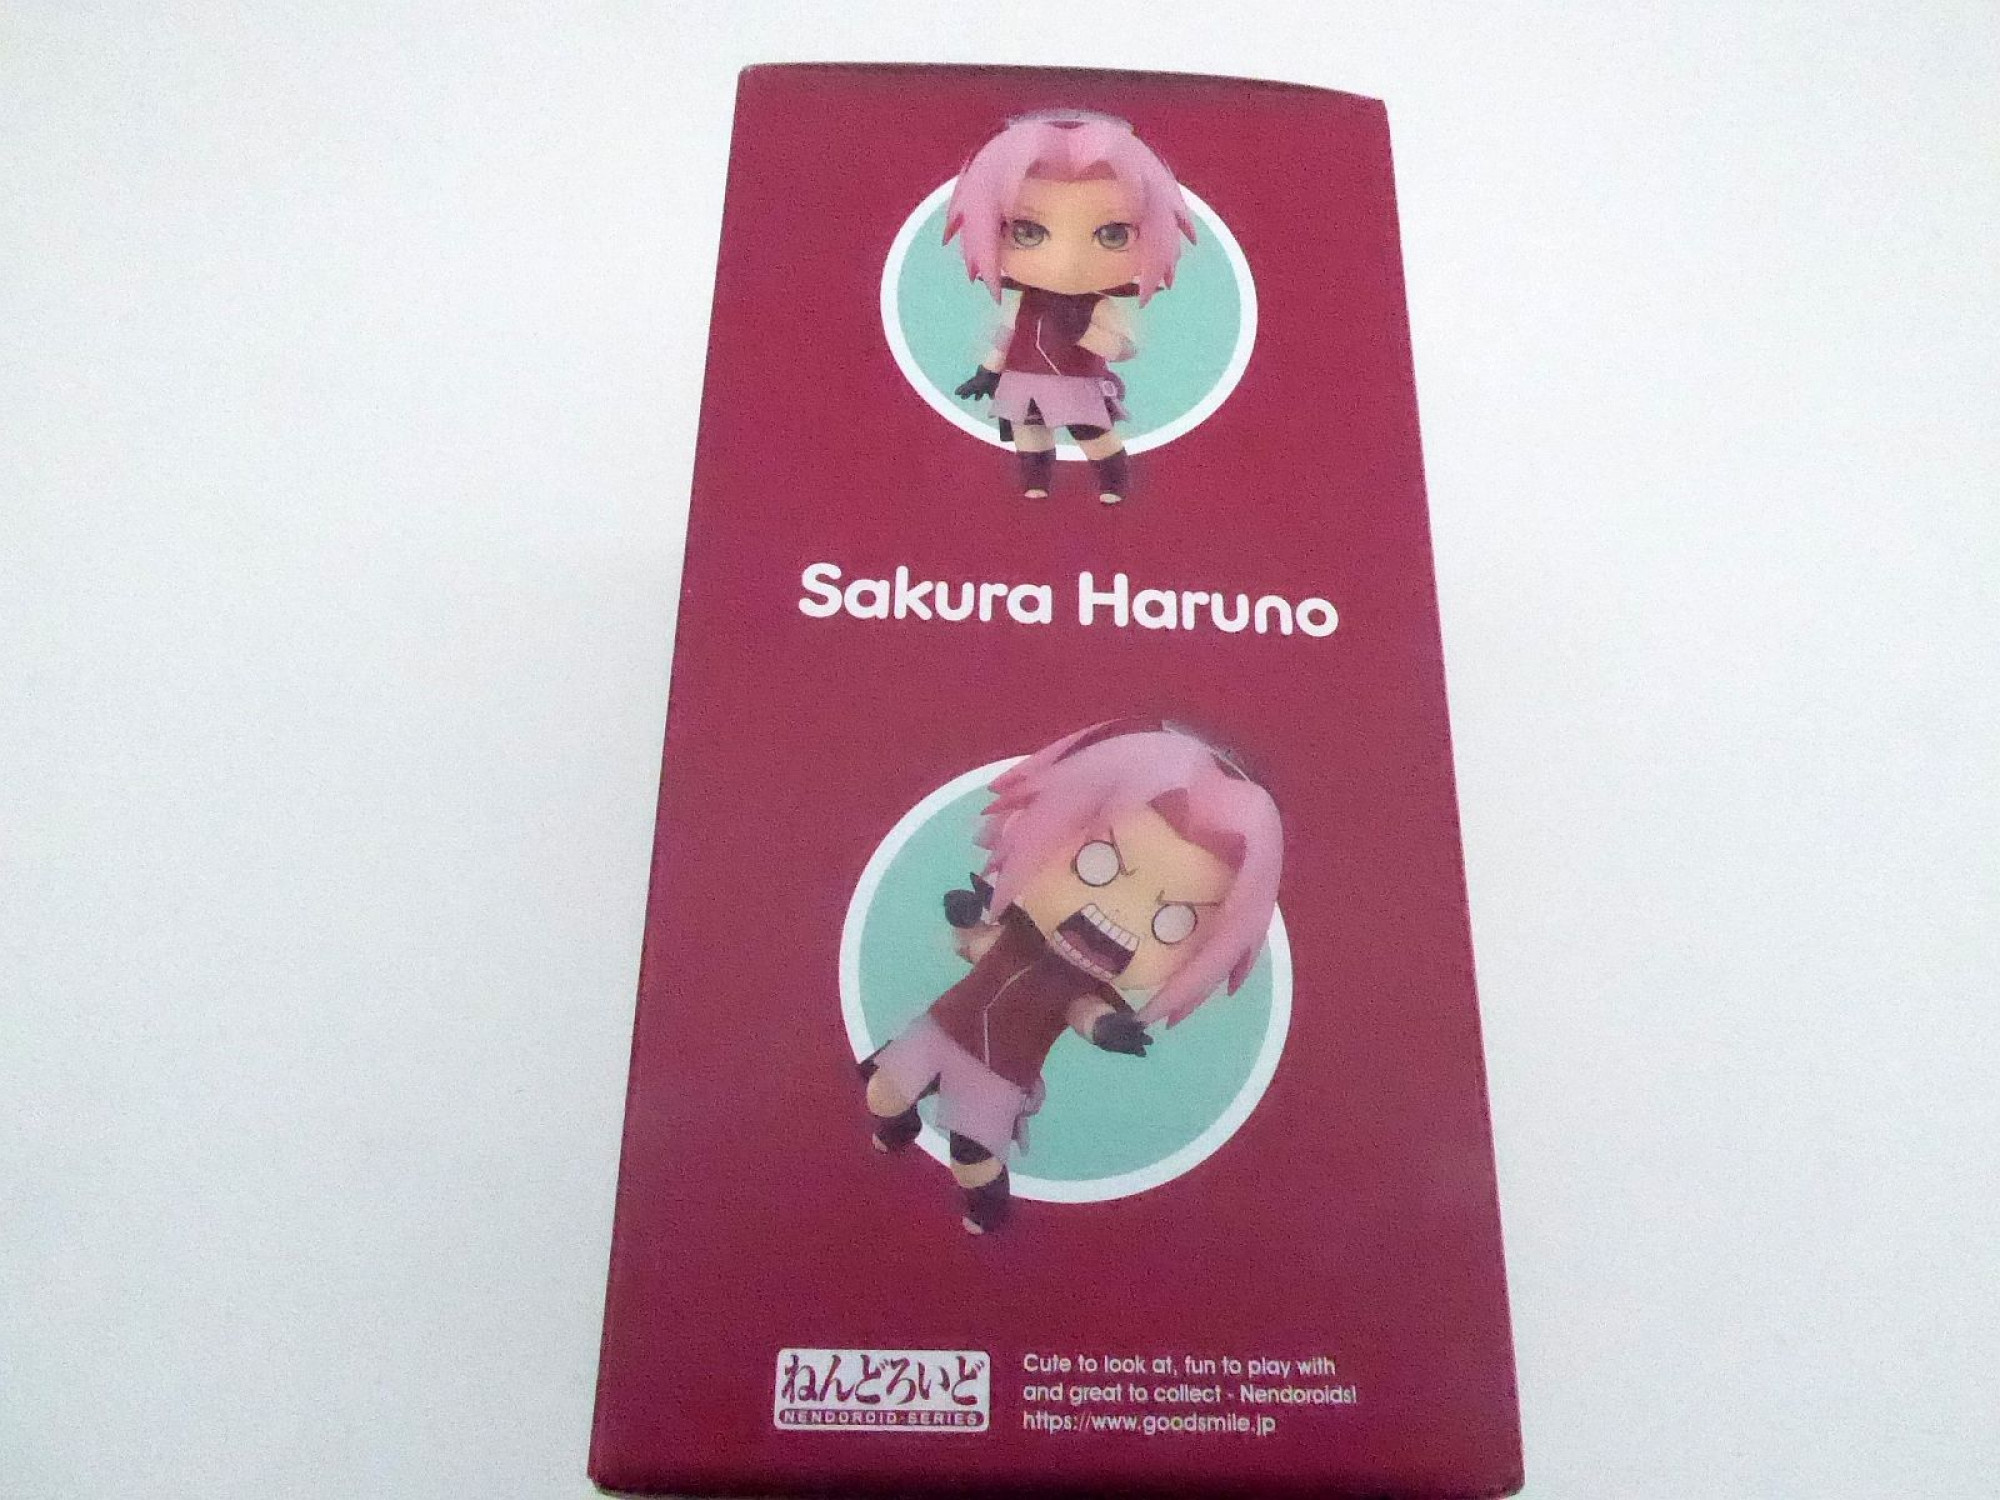 Sakura Haruno
ねんどろいど
NENDOROID SERIES
Cute to look at, fun to play with
and great to collect - Nendoroids!
https://www.goodsmile.jp